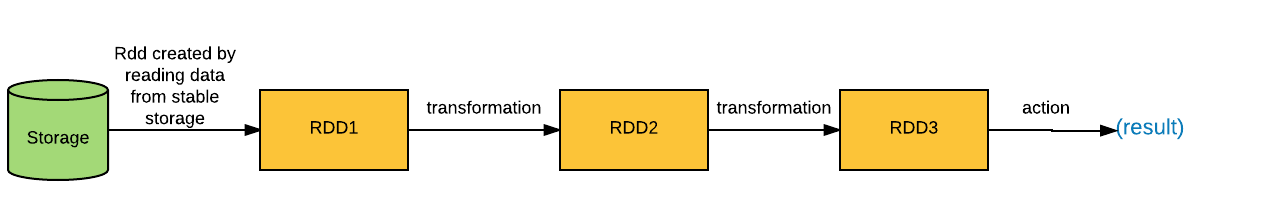 Rdd created by
reading data
from stable
storage
Storage
RDD1
transformation
RDD2
transformation
RDD3
action
(result)